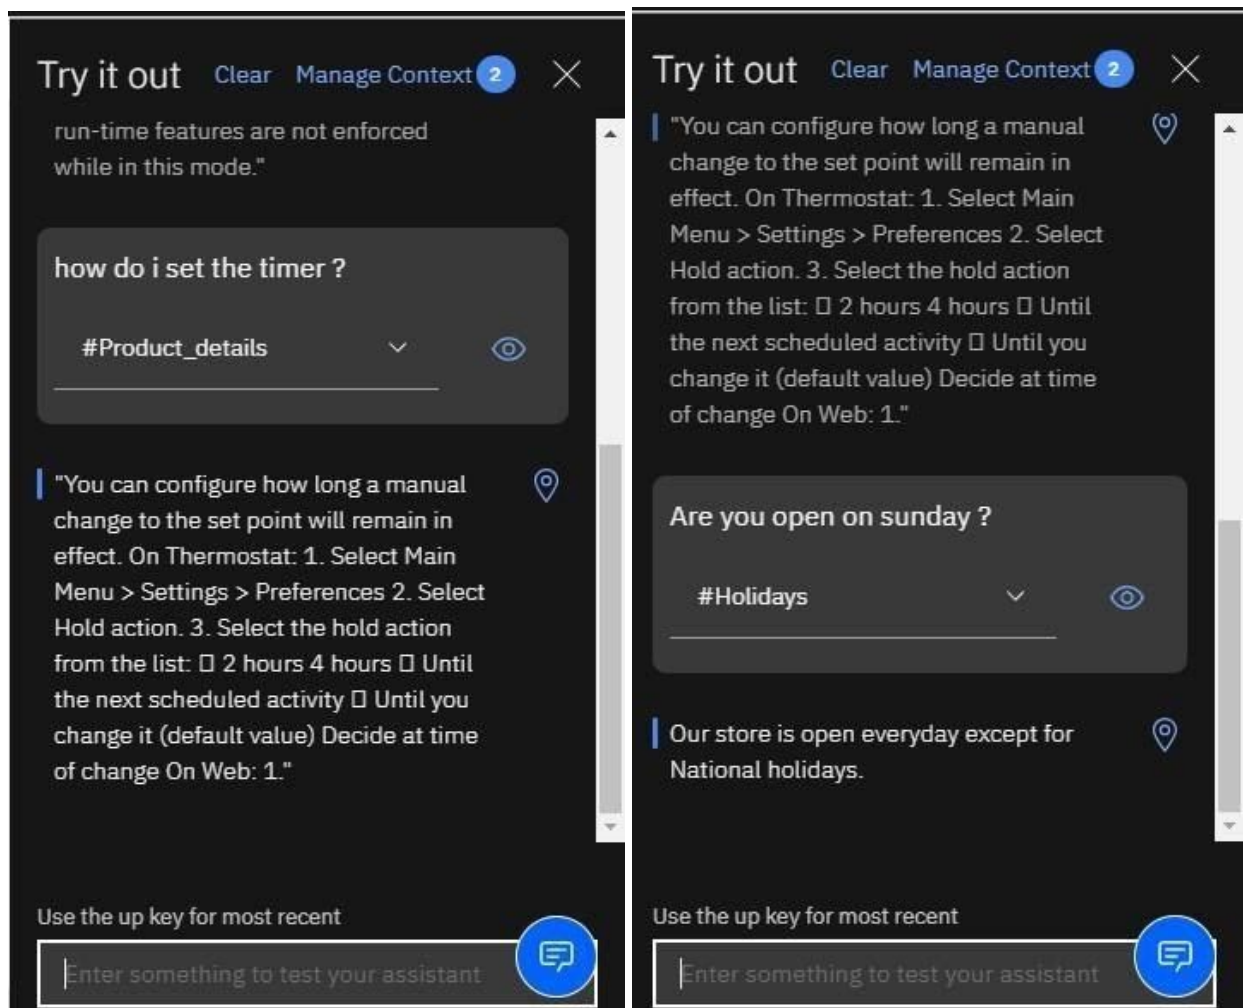 Try it out Clear Manage Context 2
run-time features are not enforced
while in this mode."
how do i set the timer ?
#Product_details
"You can configure how long a manual
change to the set point will remain in
effect. On Thermostat: 1. Select Main
Menu > Settings > Preferences 2. Select
Hold action. 3. Select the hold action
from the list: ▯ 2 hours 4 hours ▯ Until
the next scheduled activity ▯ Until you
change it (default value) Decide at time
of change On Web: 1."
Use the up key for most recent
Enter something to test your assistant
Try it out Clear Manage Context 2
"You can configure how long a manual
change to the set point will remain in
effect. On Thermostat: 1. Select Main
Menu > Settings > Preferences 2. Select
Hold action. 3. Select the hold action
from the list: ▯ 2 hours 4 hours ▯ Until
the next scheduled activity ▯ Until you
change it (default value) Decide at time
of change On Web: 1."
Are you open on sunday ?
#Holidays
Our store is open everyday except for
National holidays.
Use the up key for most recent
Enter something to test your assistant